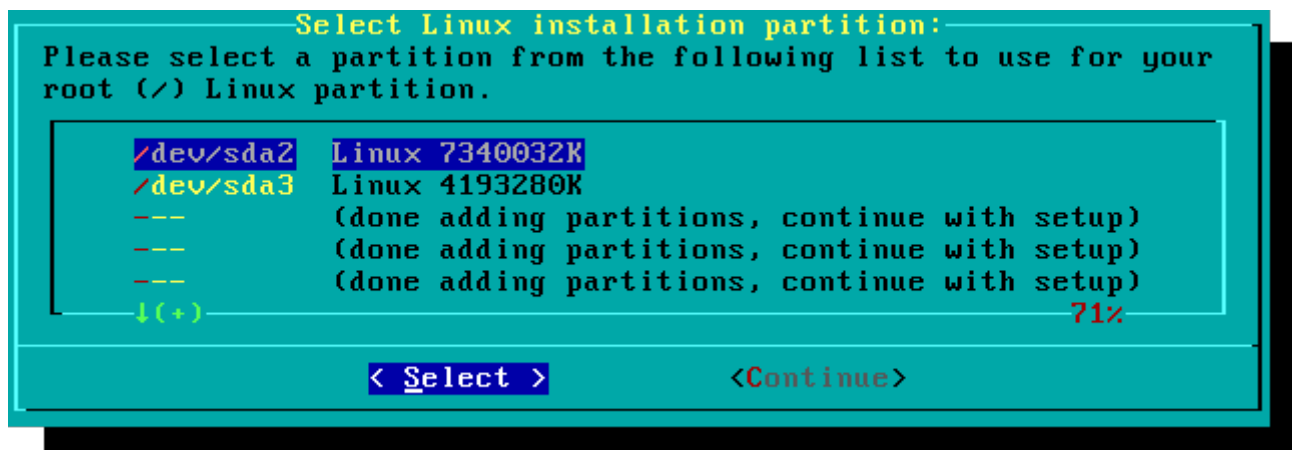 Select Linux installation partition:
Please select a partition from the following list to use for your
root (/) Linux partition.
/dev/sda2 Linux 7340032K
/dev/sda3 Linux 4193280K
--- (done adding partitions, continue with setup)
--- (done adding partitions, continue with setup)
--- (done adding partitions, continue with setup)
↓(+) 71%
< Select > <Continue>